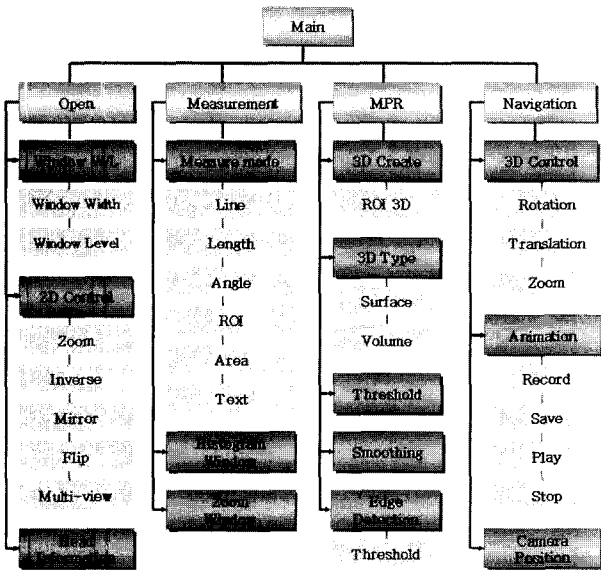 Main
Open
Window W/L
Window Width
Window Level
2D Control
Zoom
Inverse
Mirror
Flip
Multi-view
Head
Measurement
Measure mode
Line
Length
Angle
ROI
Area
Text
Histogram
Window
Zoom
Window
MPR
3D Create
ROI 3D
3D Type
Surface
Volume
Threshold
Smoothing
Edge
Detection
Threshold
Navigation
3D Control
Rotation
Translation
Zoom
Animation
Record
Save
Play
Stop
Camera
Position